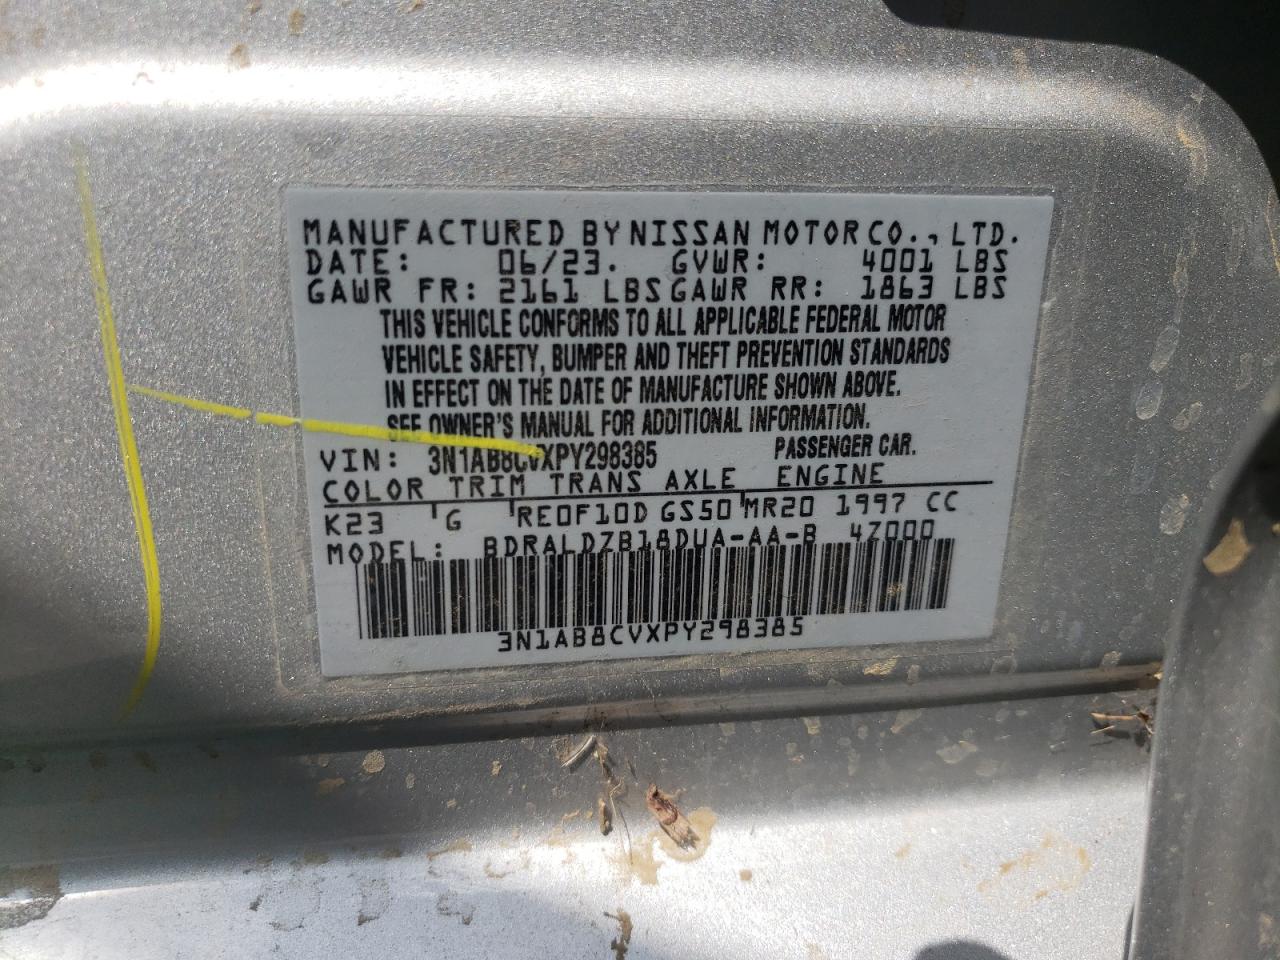 MANUFACTURED BY NISSAN MOTOR CO., LTD.
DATE: 06/23. GVWR: 4001 LBS
GAWR FR: 2161 LBS GAWR RR: 1863 LBS
THIS VEHICLE CONFORMS TO ALL APPLICABLE FEDERAL MOTOR
VEHICLE SAFETY, BUMPER AND THEFT PREVENTION STANDARDS
IN EFFECT ON THE DATE OF MANUFACTURE SHOWN ABOVE.
SEE OWNER'S MANUAL FOR ADDITIONAL INFORMATION.
VIN: 3N1AB8CVXPY298385 PASSENGER CAR.
COLOR TRIM TRANS AXLE ENGINE
K23 G RE0F10D GS50 MR20 1997 CC
MODEL: BDRALDZB18DUA-AA-B 4Z000
3N1AB8CVXPY298385